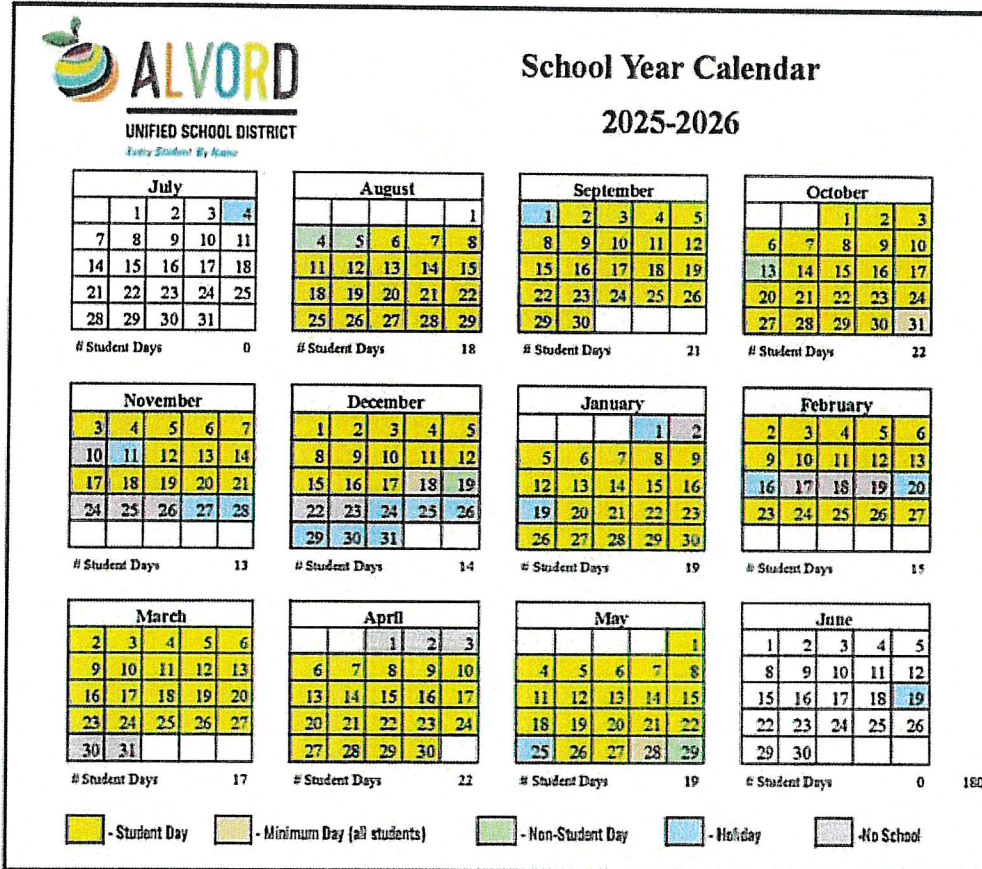 ALVORD
UNIFIED SCHOOL DISTRICT
Every Student By Name
School Year Calendar
2025-2026
July
1 2 3 4
7 8 9 10 11
14 15 16 17 18
21 22 23 24 25
28 29 30 31
# Student Days 0
August
1
4 5 6 7 8
11 12 13 14 15
18 19 20 21 22
25 26 27 28 29
# Student Days 18
September
1 2 3 4 5
8 9 10 11 12
15 16 17 18 19
22 23 24 25 26
29 30
# Student Days 21
October
1 2 3
6 7 8 9 10
13 14 15 16 17
20 21 22 23 24
27 28 29 30 31
# Student Days 22
November
3 4 5 6 7
10 11 12 13 14
17 18 19 20 21
24 25 26 27 28
# Student Days 13
December
1 2 3 4 5
8 9 10 11 12
15 16 17 18 19
22 23 24 25 26
29 30 31
# Student Days 14
January
1 2
5 6 7 8 9
12 13 14 15 16
19 20 21 22 23
26 27 28 29 30
# Student Days 19
February
2 3 4 5 6
9 10 11 12 13
16 17 18 19 20
23 24 25 26 27
# Student Days 15
March
2 3 4 5 6
9 10 11 12 13
16 17 18 19 20
23 24 25 26 27
30 31
# Student Days 17
April
1 2 3
6 7 8 9 10
13 14 15 16 17
20 21 22 23 24
27 28 29 30
# Student Days 22
May
1
4 5 6 7 8
11 12 13 14 15
18 19 20 21 22
25 26 27 28 29
# Student Days 19
June
1 2 3 4 5
8 9 10 11 12
15 16 17 18 19
22 23 24 25 26
29 30
# Student Days 0 180
- Student Day
- Minimum Day (all students)
- Non-Student Day
- Holiday
-No School